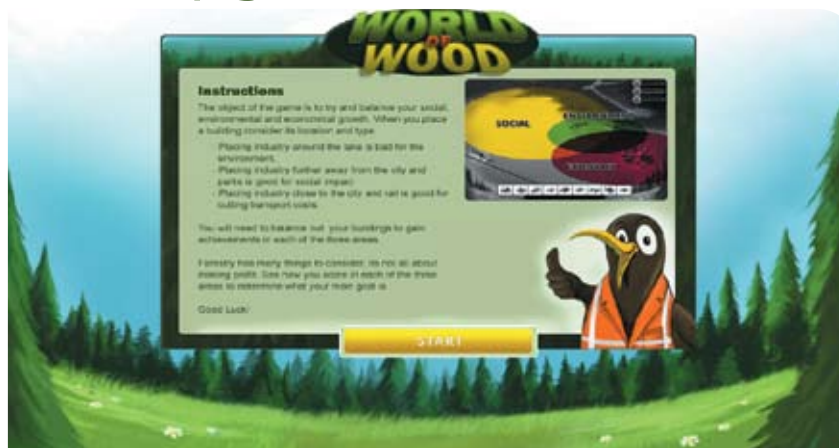 WORLD
OF
WOOD
Instructions
The object of the game is to try and balance your social,
environmental and economical growth. When you place
a building consider its location and type.
- Placing industry around the lake is bad for the
environment.
- Placing industry further away from the city and
parks is good for social impact
- Placing industry close to the city and rail is good for
cutting transport costs.
You will need to balance out your buildings to gain
achievements in each of the three areas.
Forestry has many things to consider, its not all about
making profit. See how you score in each of the three
areas to determine what your main goal is.
Good Luck!
SOCIAL
START